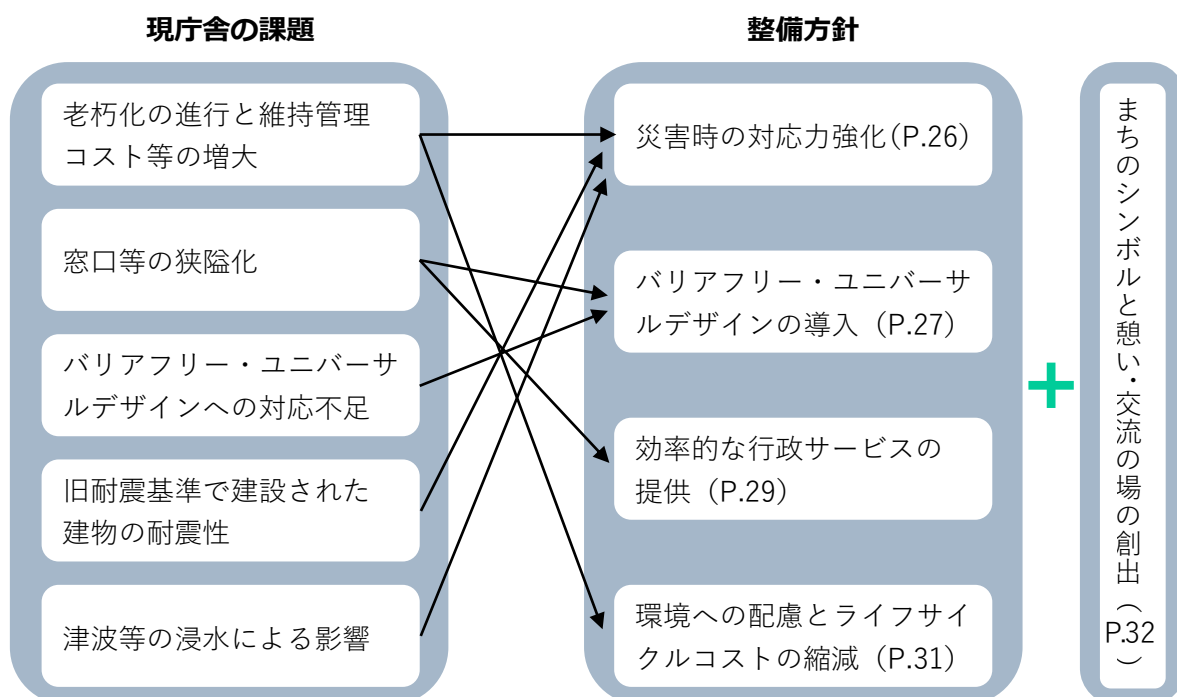 現庁舎の課題
老朽化の進行と維持管理
コスト等の増大
窓口等の狭隘化
バリアフリー・ユニバーサ
ルデザインへの対応不足
旧耐震基準で建設された
建物の耐震性
津波等の浸水による影響
整備方針
災害時の対応力強化(P.26)
バリアフリー・ユニバーサ
ルデザインの導入（P.27）
効率的な行政サービスの
提供（P.29）
環境への配慮とライフサイ
クルコストの縮減（P.31）
+
まちのシンボルと憩い・交流の場の創出（P.32）